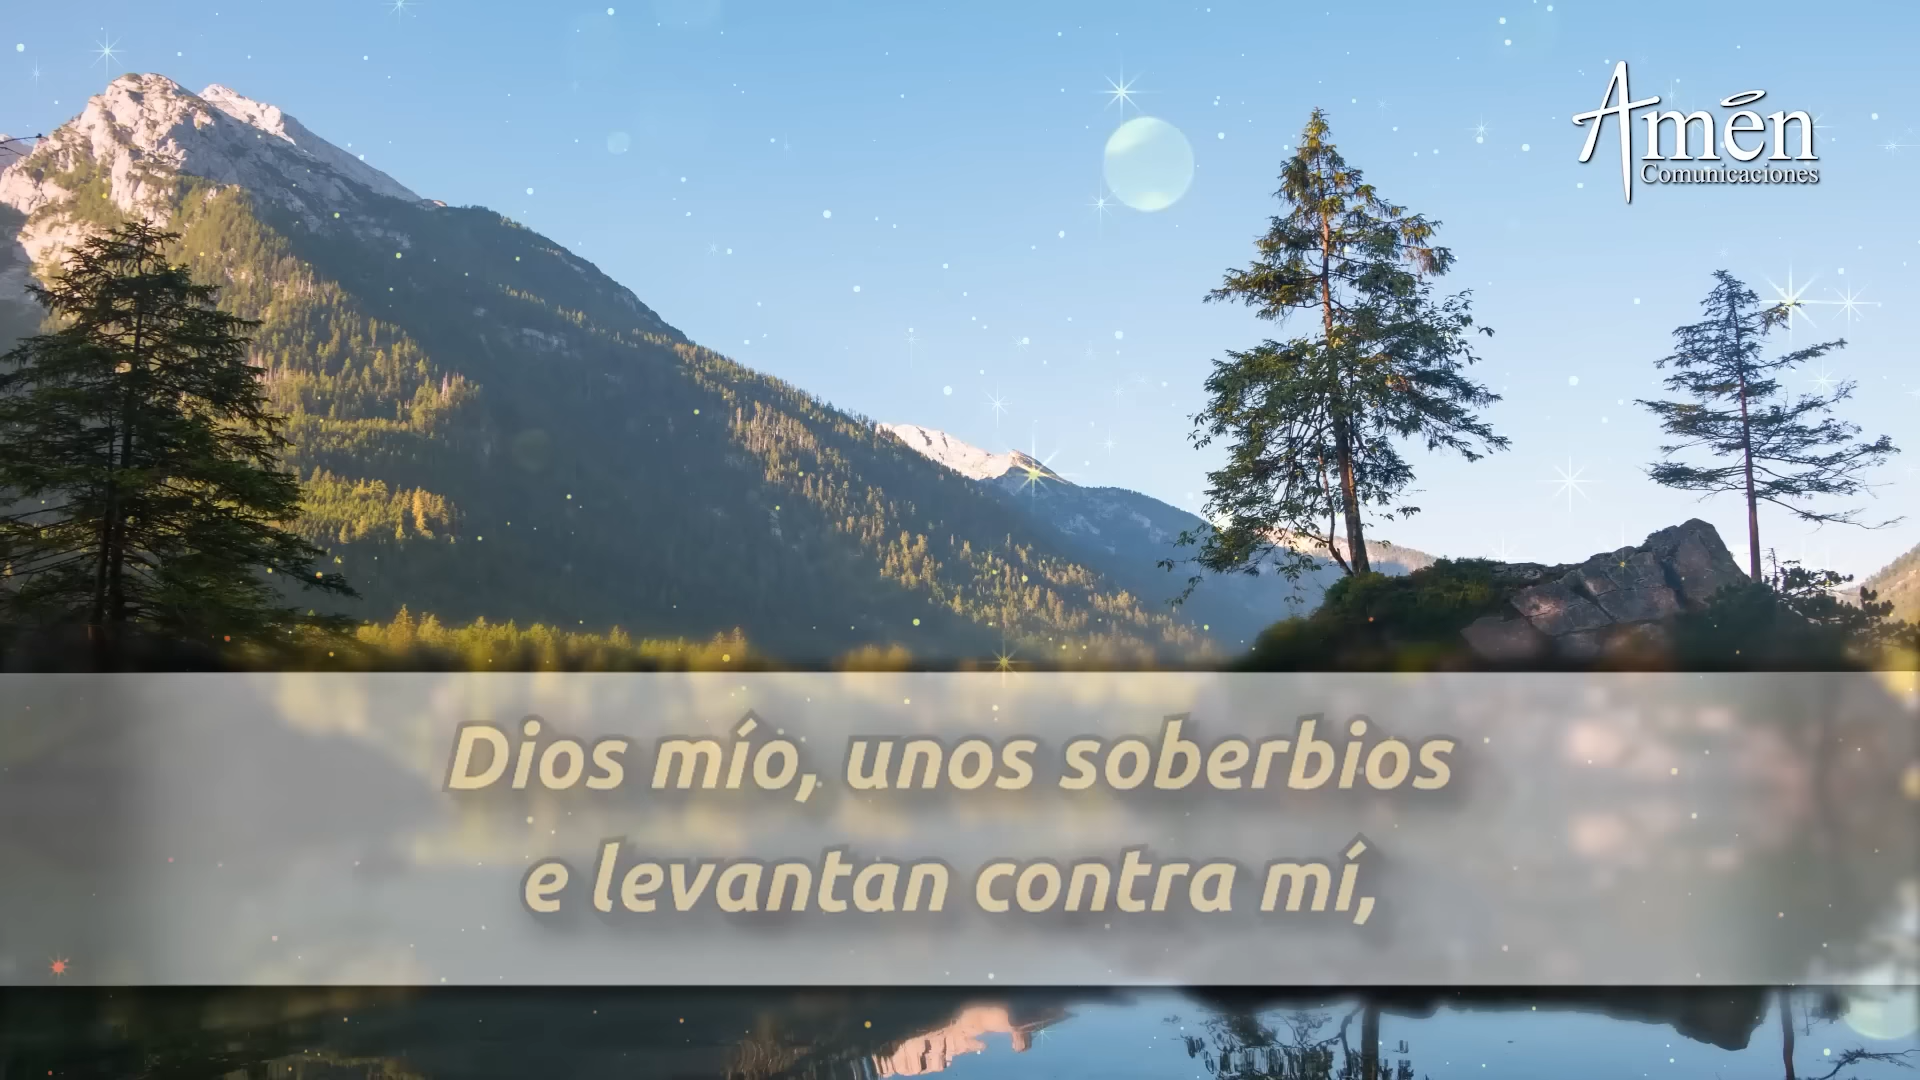 Amén
Comunicaciones
Dios mío, unos soberbios
e levantan contra mí,